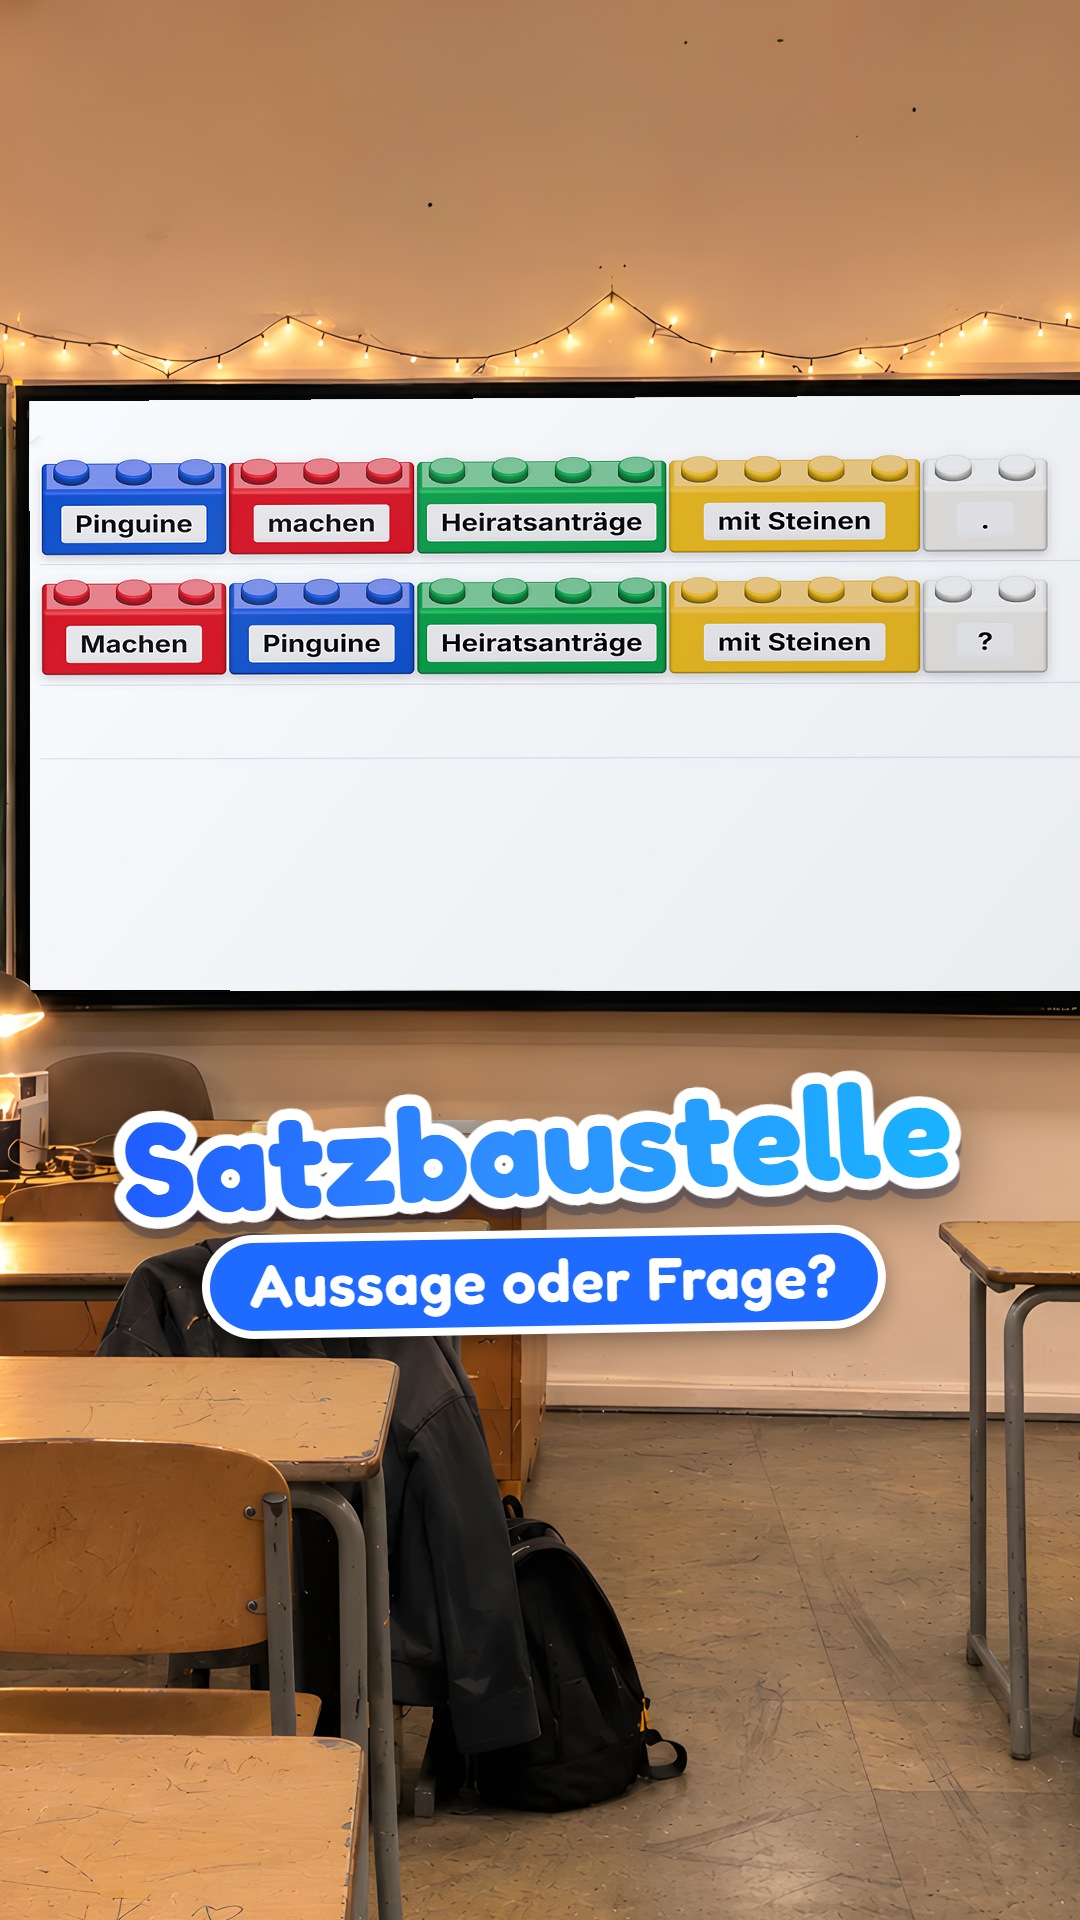 Pinguine machen Heiratsanträge mit Steinen .
Machen Pinguine Heiratsanträge mit Steinen ?
Satzbaustelle
Aussage oder Frage?